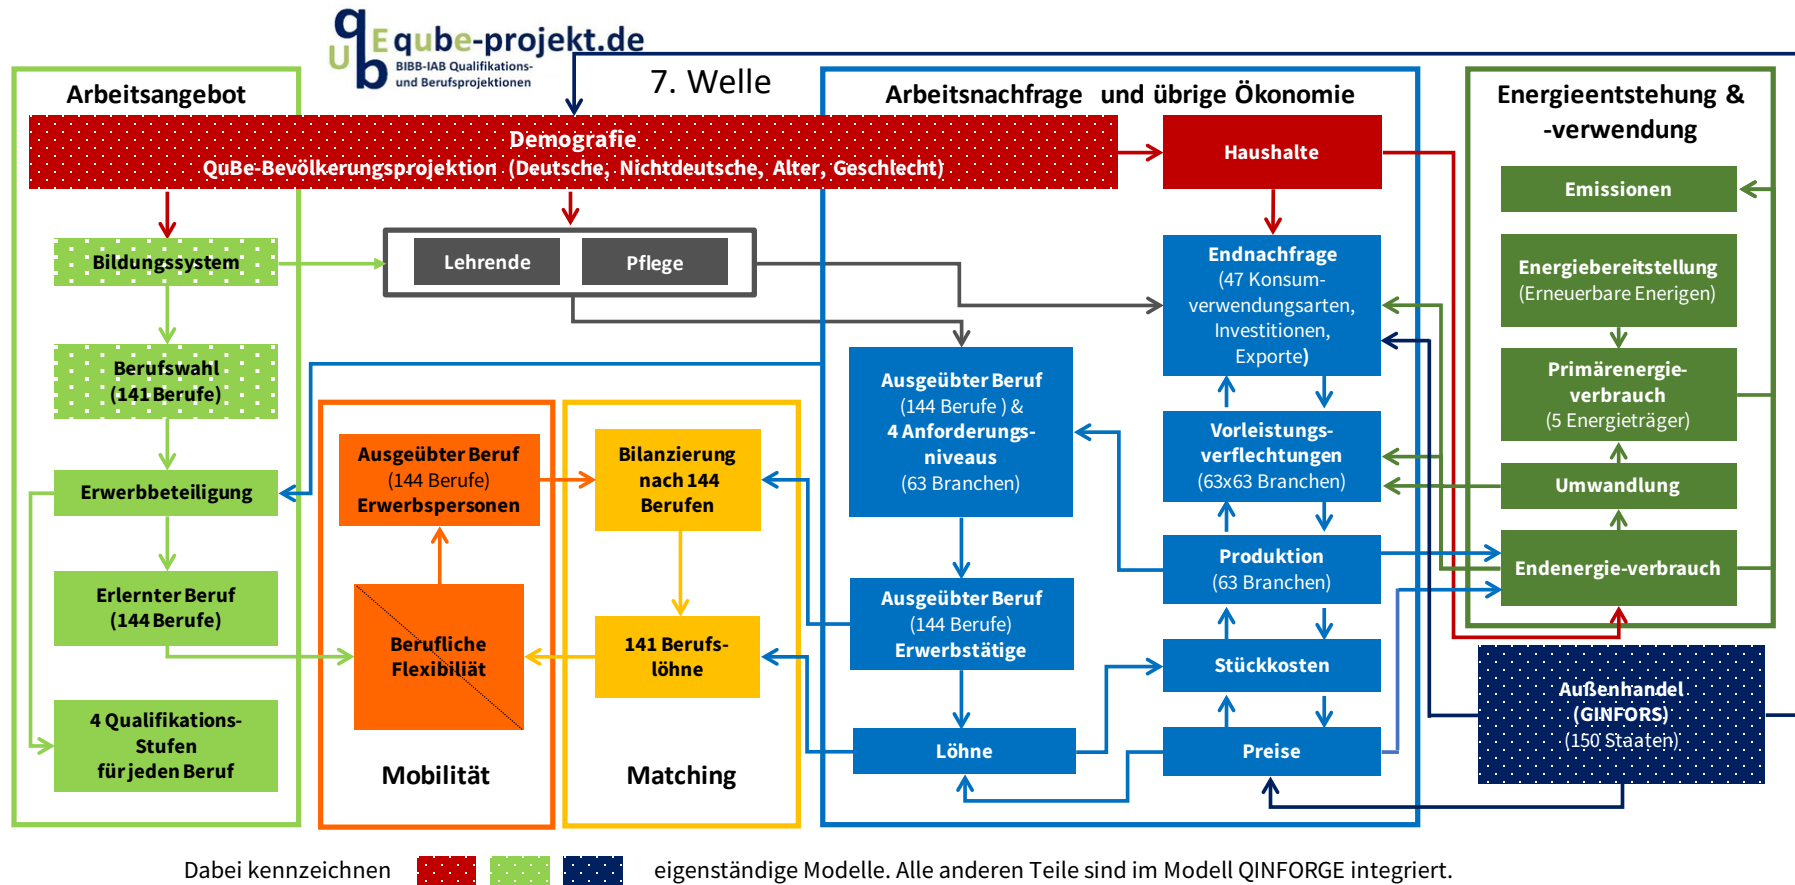 qube-projekt.de
BIBB-IAB Qualifikations-
und Berufsprojektionen
7. Welle
Arbeitsangebot
Arbeitsnachfrage und übrige Ökonomie
Energieentstehung &
-verwendung
Demografie
QuBe-Bevölkerungsprojektion (Deutsche, Nichtdeutsche, Alter, Geschlecht)
Haushalte
Emissionen
Bildungssystem
Lehrende
Pflege
Endnachfrage
(47 Konsum-
verwendungsarten,
Investitionen,
Exporte)
Energiebereitstellung
(Erneuerbare Enerigen)
Berufswahl
(141 Berufe)
Ausgeübter Beruf
(144 Berufe ) &
4 Anforderungs-
niveaus
(63 Branchen)
Primärenergie-
verbrauch
(5 Energieträger)
Erwerbbeteiligung
Ausgeübter Beruf
(144 Berufe)
Erwerbspersonen
Bilanzierung
nach 144
Berufen
Vorleistungs-
verflechtungen
(63x63 Branchen)
Umwandlung
Produktion
(63 Branchen)
Endenergie-verbrauch
Erlernter Beruf
(144 Berufe)
Berufliche
Flexibiliät
141 Berufs-
löhne
Ausgeübter Beruf
(144 Berufe)
Erwerbstätige
Stückkosten
Außenhandel
(GINFORS)
(150 Staaten)
4 Qualifikations-
Stufen
für jeden Beruf
Löhne
Preise
Mobilität
Matching
Dabei kennzeichnen eigenständige Modelle. Alle anderen Teile sind im Modell QINFORGE integriert.